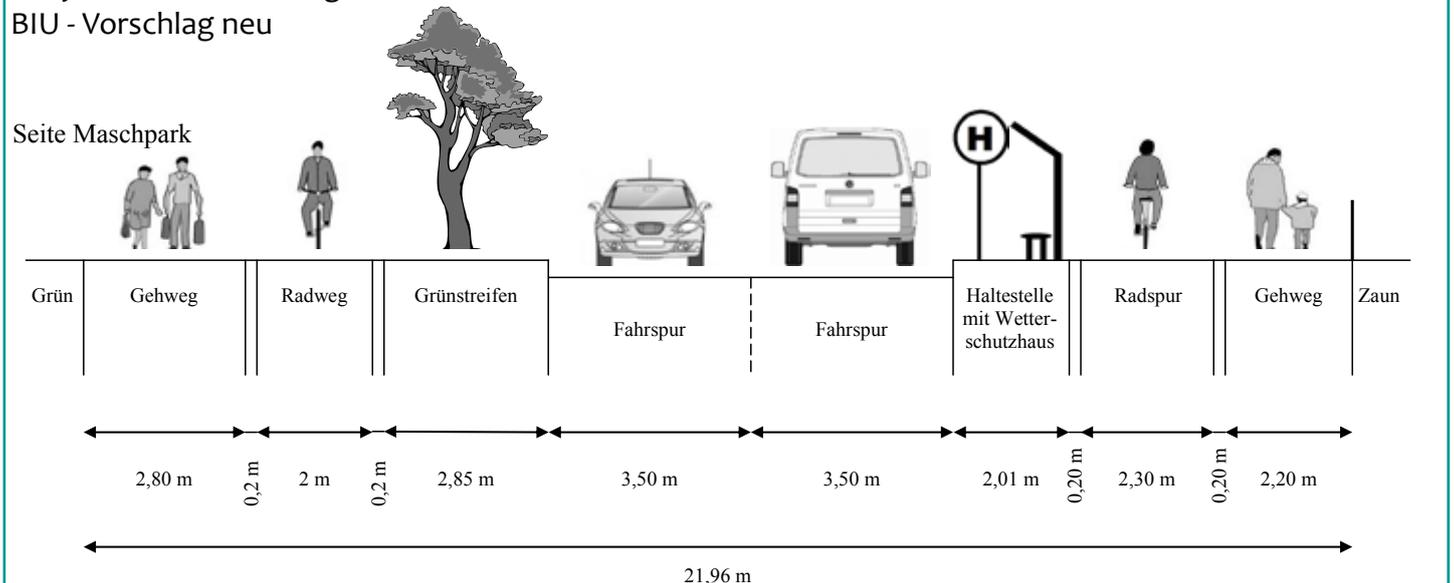 BIU - Vorschlag neu
Seite Maschpark
H
Grün
Gehweg
Radweg
Grünstreifen
Fahrspur
Fahrspur
Haltestelle
mit Wetter-
schutzhaus
Radspur
Gehweg
Zaun
2,80 m
0,2 m
2 m
0,2 m
2,85 m
3,50 m
3,50 m
2,01 m
0,20 m
2,30 m
0,20 m
2,20 m
21,96 m